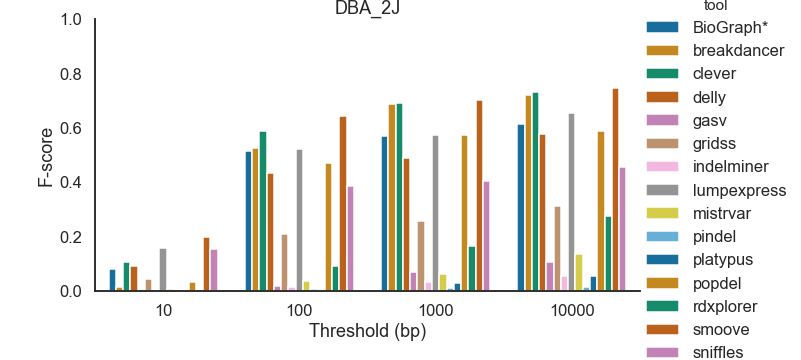 DBA_2J
tool
1.0
0.8
0.6
0.4
0.2
0.0
F-score
10
100
1000
10000
Threshold (bp)
BioGraph*
breakdancer
clever
delly
gasv
gridss
indelminer
lumpexpress
mistrvar
pindel
platypus
popdel
rdxplorer
smoove
sniffles